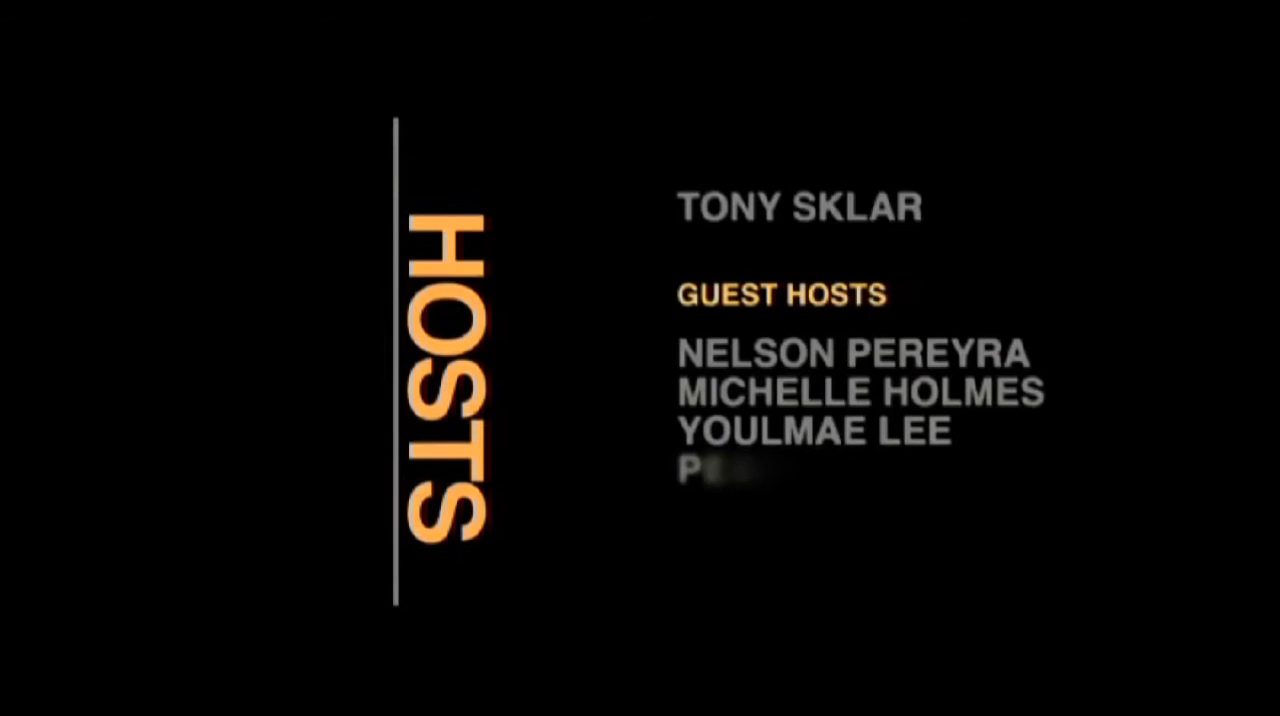 HOSTS
TONY SKLAR
GUEST HOSTS
NELSON PEREYRA
MICHELLE HOLMES
YOULMAE LEE